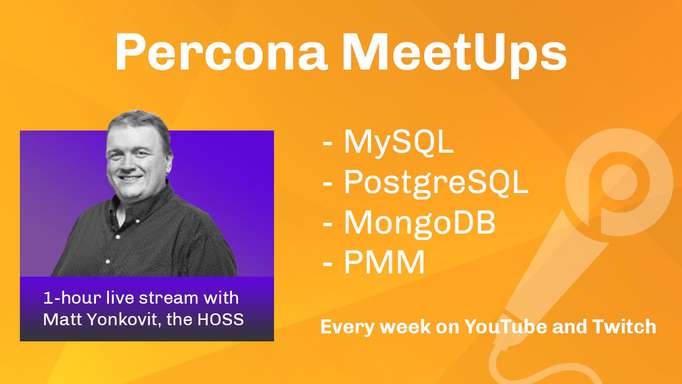 Percona MeetUps
- MySQL
- PostgreSQL
- MongoDB
- PMM
1-hour live stream with
Matt Yonkovit, the HOSS
Every week on YouTube and Twitch